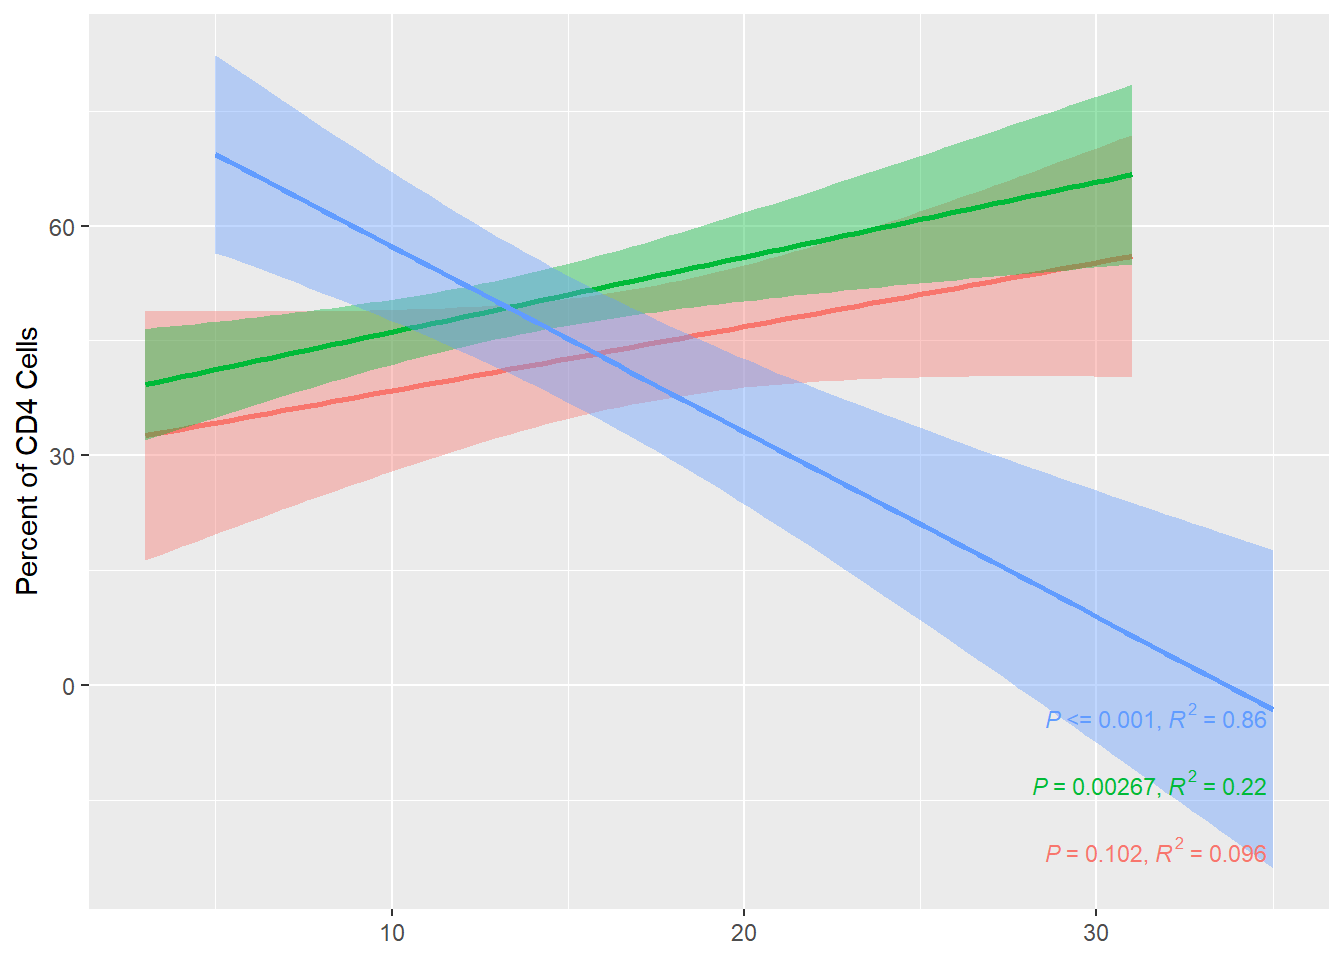 Percent of CD4 Cells
60
30
0
P <= 0.001, R² = 0.86
P = 0.00267, R² = 0.22
P = 0.102, R² = 0.096
10 20 30